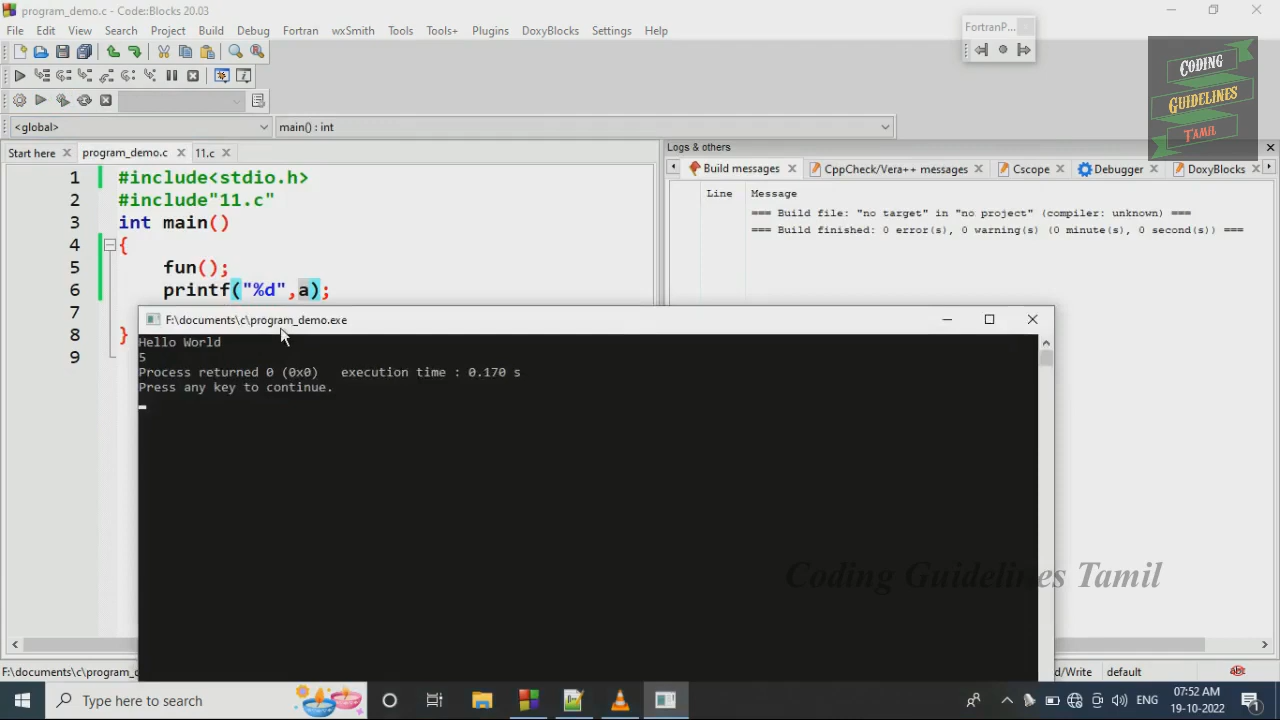 program_demo.c - Code::Blocks 20.03
File Edit View Search Project Build Debug Fortran wxSmith Tools Tools+ Plugins DoxyBlocks Settings Help
FortranP...
Coding
Guidelines
Tamil
<global>
main() : int
Start here
program_demo.c
11.c
Logs & others
Build messages
CppCheck/Vera++ messages
Cscope
Debugger
DoxyBlocks
Line Message
=== Build file: "no target" in "no project" (compiler: unknown) ===
=== Build finished: 0 error(s), 0 warning(s) (0 minute(s), 0 second(s)) ===
1 #include<stdio.h>
2 #include"11.c"
3 int main()
4 {
5 fun();
6 printf("%d",a);
7
8 }
9
F:\documents\c\program_demo.exe
Hello World
5
Process returned 0 (0x0)   execution time : 0.170 s
Press any key to continue.
Coding Guidelines Tamil
F:\documents\c\program_d
d/Write
default
Type here to search
ENG
07:52 AM
19-10-2022
1